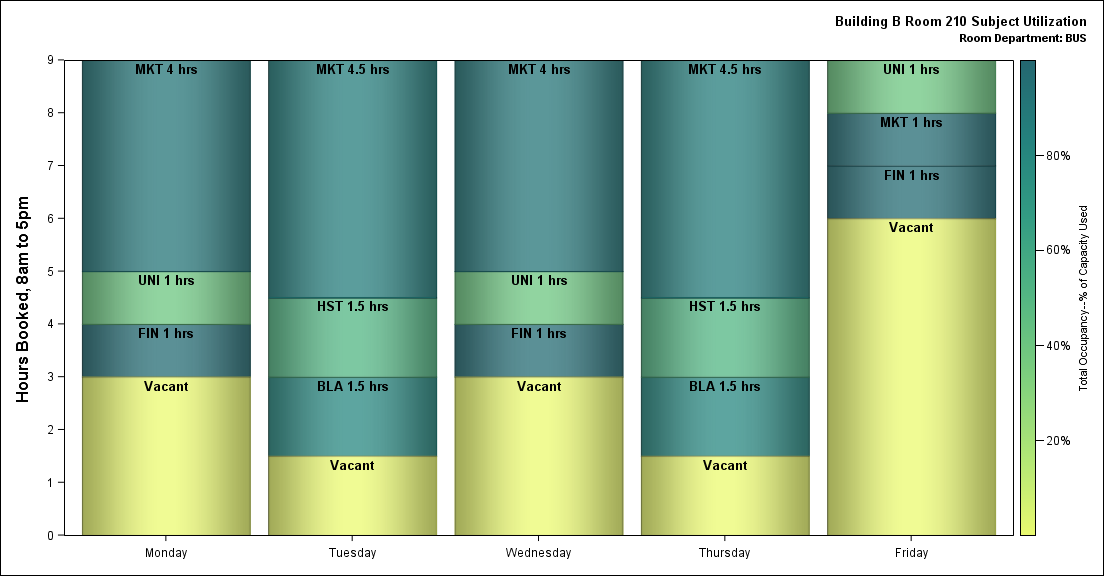 Building B Room 210 Subject Utilization
Room Department: BUS
Hours Booked, 8am to 5pm
9
8
7
6
5
4
3
2
1
0
MKT 4 hrs
UNI 1 hrs
FIN 1 hrs
Vacant
MKT 4.5 hrs
HST 1.5 hrs
BLA 1.5 hrs
Vacant
MKT 4 hrs
UNI 1 hrs
FIN 1 hrs
Vacant
MKT 4.5 hrs
HST 1.5 hrs
BLA 1.5 hrs
Vacant
UNI 1 hrs
MKT 1 hrs
FIN 1 hrs
Vacant
Monday
Tuesday
Wednesday
Thursday
Friday
80%
60%
40%
20%
Total Occupancy--% of Capacity Used